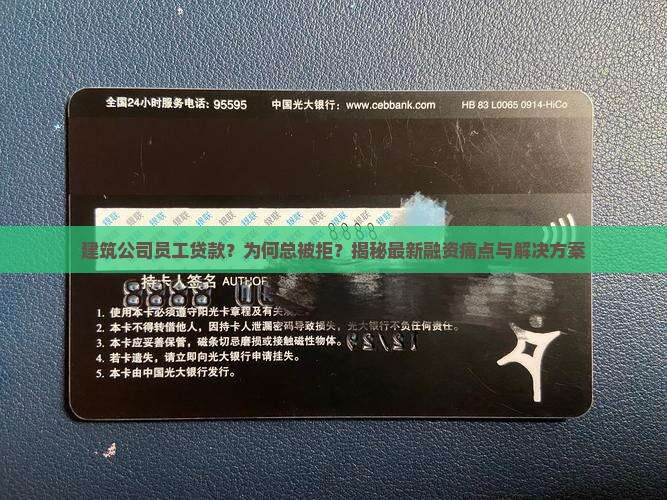 全国24小时服务电话: 95595 中国光大银行: www.cebbank.com HB 83 L0065 0914-HiCo
建筑公司员工贷款？为何总被拒？揭秘最新融资痛点与解决方案
持卡人签名 AUTHOR
1. 使用本卡必须遵守阳光卡章程及有关
2. 本卡不得转借他人，因持卡人泄漏密码导致损失，光大银行不负任何责任。
3. 本卡应妥善保管，磁条切忌磨损或接触磁性物体。
4. 若卡遗失，请立即向光大银行申请挂失。
5. 本卡由中国光大银行发行。